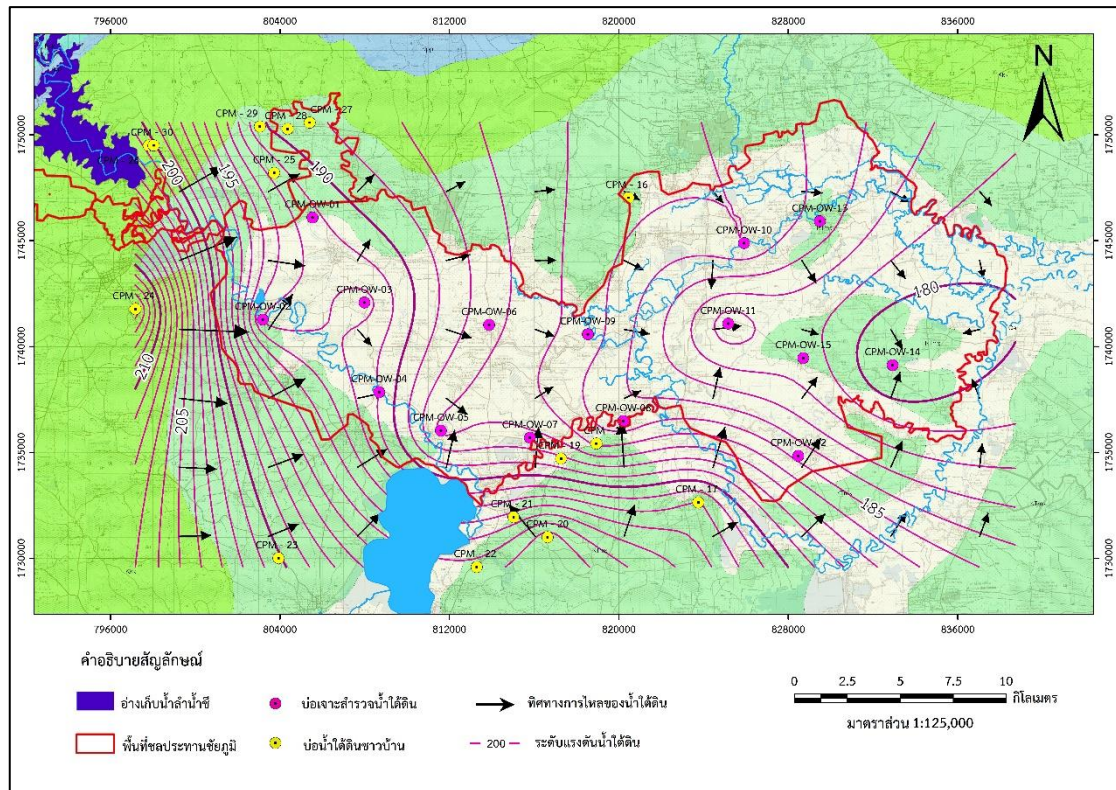 796000 804000 812000 820000 828000 836000
N
1750000 1750000
CPM - 29
CPM - 28
CPM - 27
CPM - 30
CPM - 25
200
195
190
CPM - 16
CPM-OW-01
CPM-OW-13
1745000 1745000
CPM-OW-10
CPM - 24
CPM-OW-03
CPM-OW-02
CPM-OW-06
CPM-OW-09
CPM-OW-11
180
1740000 1740000
210
CPM-OW-15
CPM-OW-14
CPM-OW-04
205
CPM-OW-05
CPM-OW-07
CPM-OW-08
CPM
1735000 1735000
CPM - 19
CPM - 17
185
CPM - 21
CPM - 20
CPM - 23
CPM - 22
1730000 1730000
796000 804000 812000 820000 828000 836000
คำอธิบายสัญลักษณ์
อ่างเก็บน้ำลำน้ำชี
บ่อเจาะสำรวจน้ำใต้ดิน
ทิศทางการไหลของน้ำใต้ดิน
พื้นที่ชลประทานชัยภูมิ
บ่อน้ำใต้ดินชาวบ้าน
200 ระดับแรงดันน้ำใต้ดิน
0 2.5 5 7.5 10
กิโลเมตร
มาตราส่วน 1:125,000